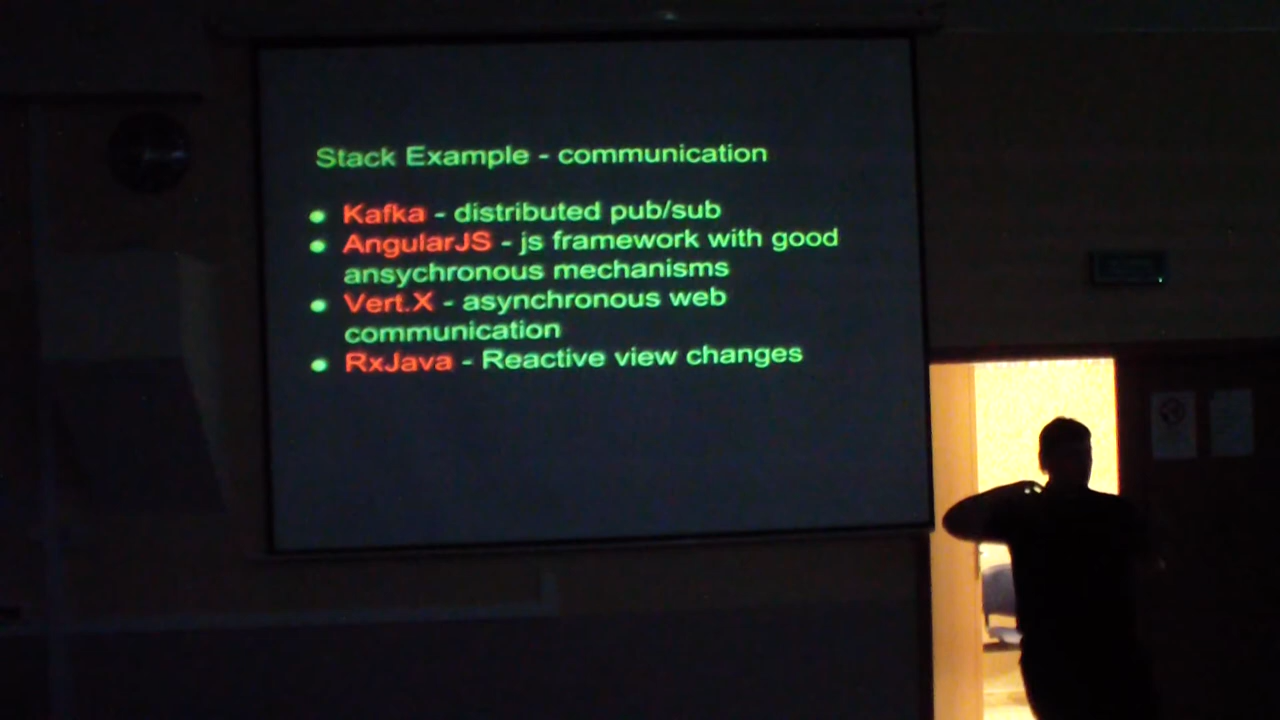 Stack Example - communication
● Kafka - distributed pub/sub
● AngularJS - js framework with good
ansychronous mechanisms
● Vert.X - asynchronous web
communication
● RxJava - Reactive view changes